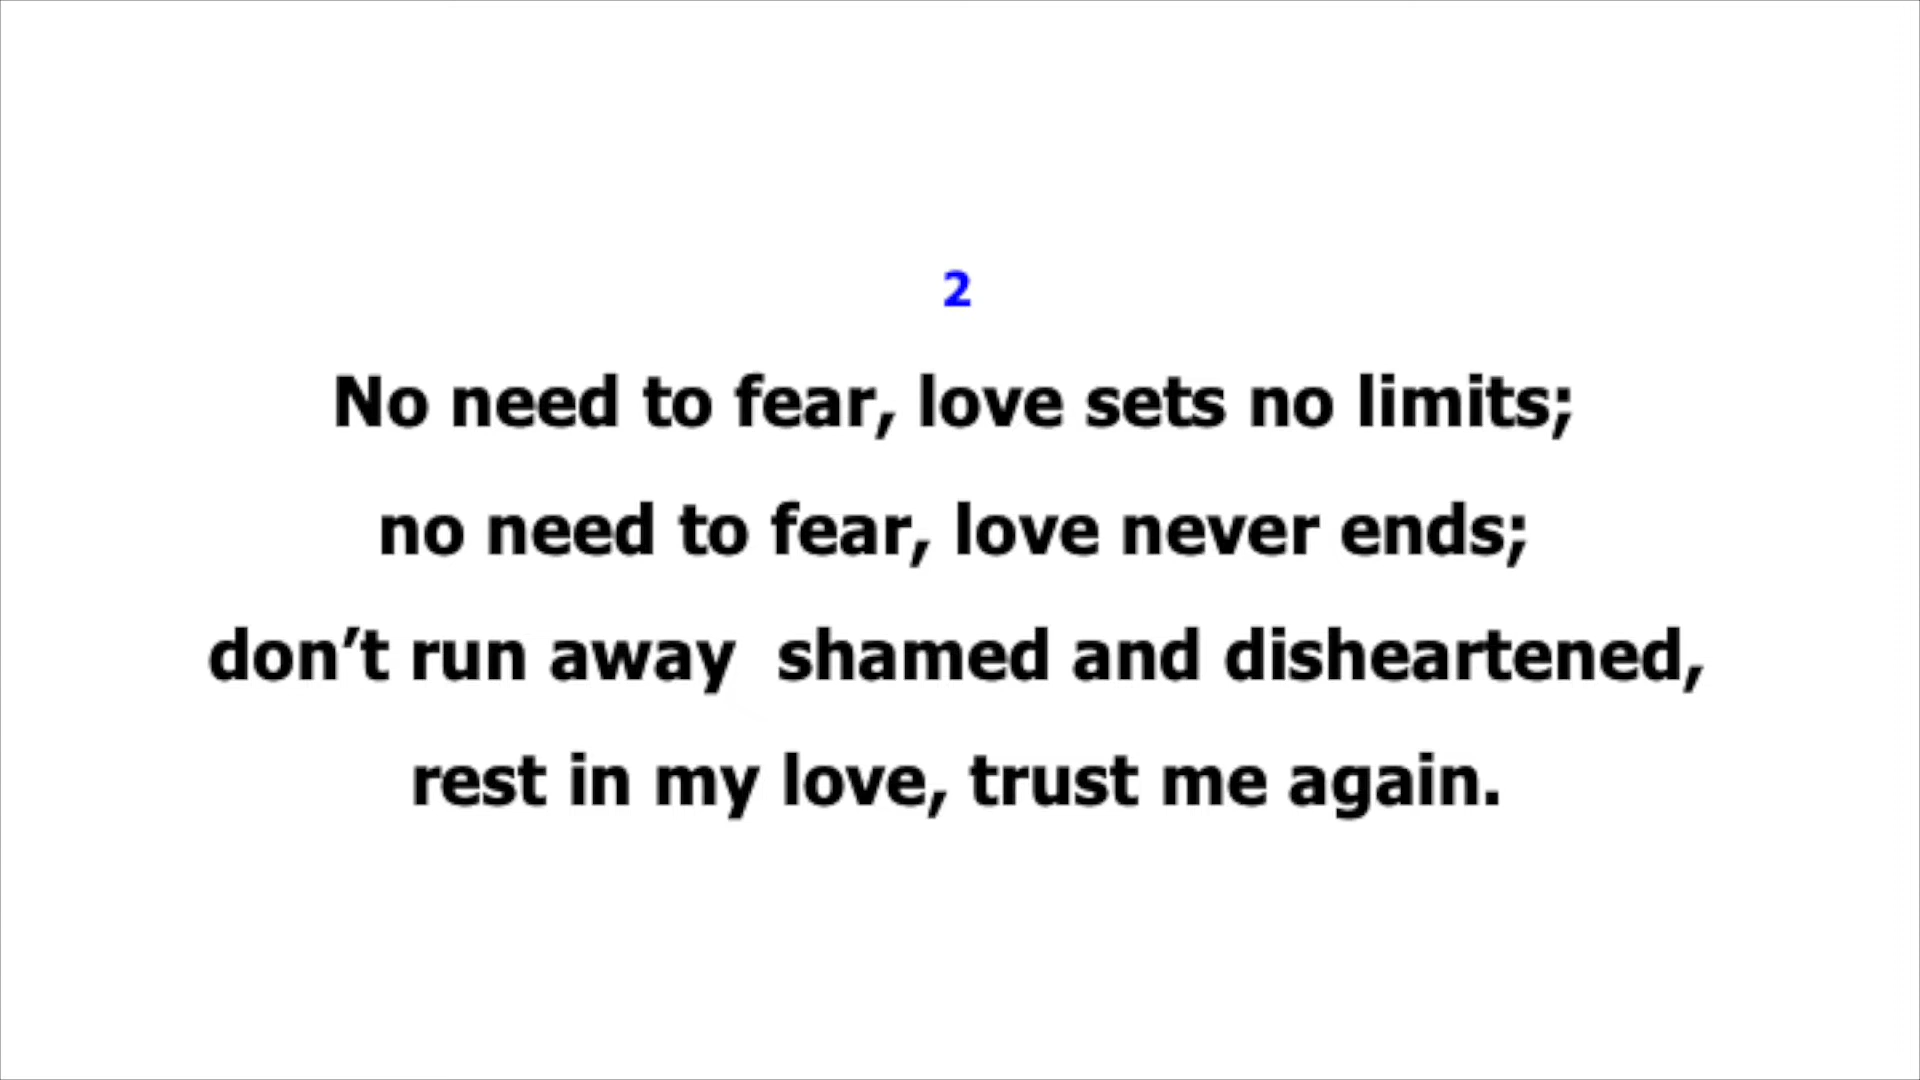 2
No need to fear, love sets no limits;
no need to fear, love never ends;
don’t run away  shamed and disheartened,
rest in my love, trust me again.